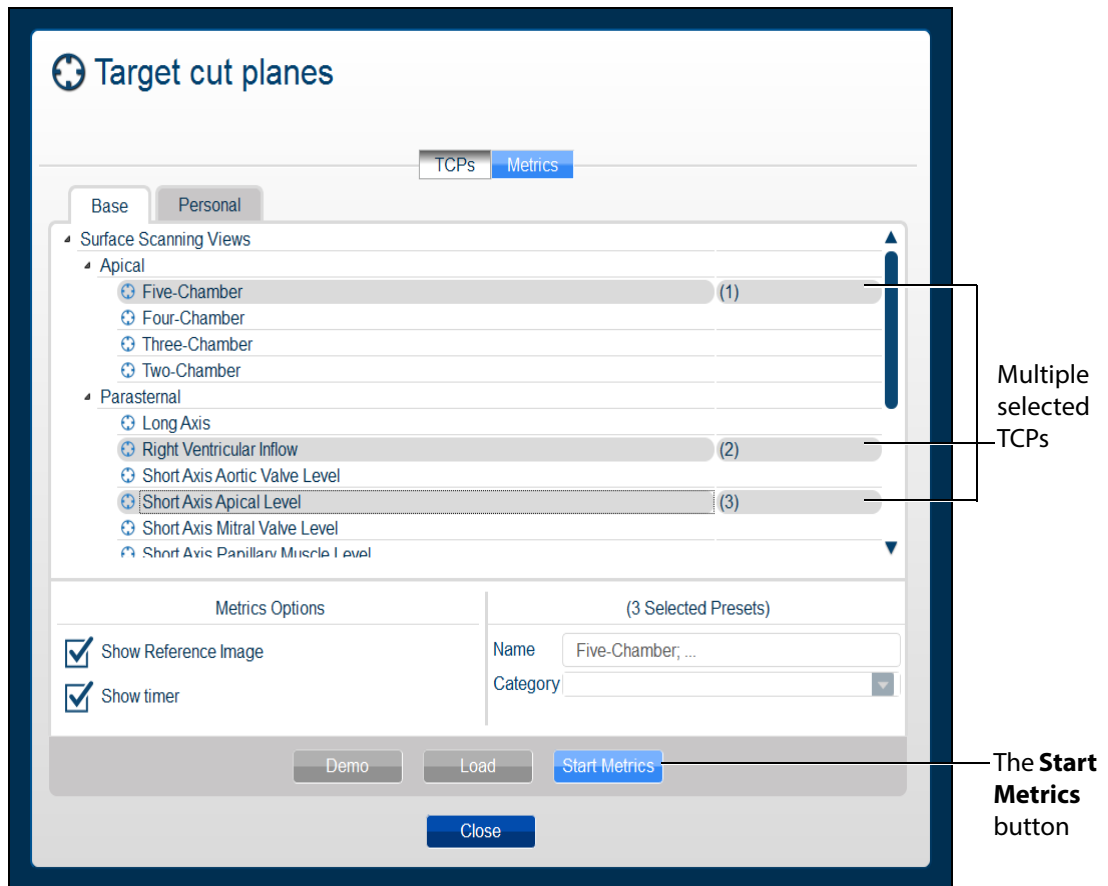 Target cut planes
TCPs Metrics
Base Personal
Surface Scanning Views
Apical
Five-Chamber (1)
Four-Chamber
Three-Chamber
Two-Chamber
Parasternal
Long Axis
Right Ventricular Inflow (2)
Short Axis Aortic Valve Level
Short Axis Apical Level (3)
Short Axis Mitral Valve Level
Short Axis Papillary Muscle Level
Multiple
selected
TCPs
Metrics Options (3 Selected Presets)
Show Reference Image
Name Five-Chamber; ...
Show timer
Category
Demo Load Start Metrics
The Start
Metrics
button
Close